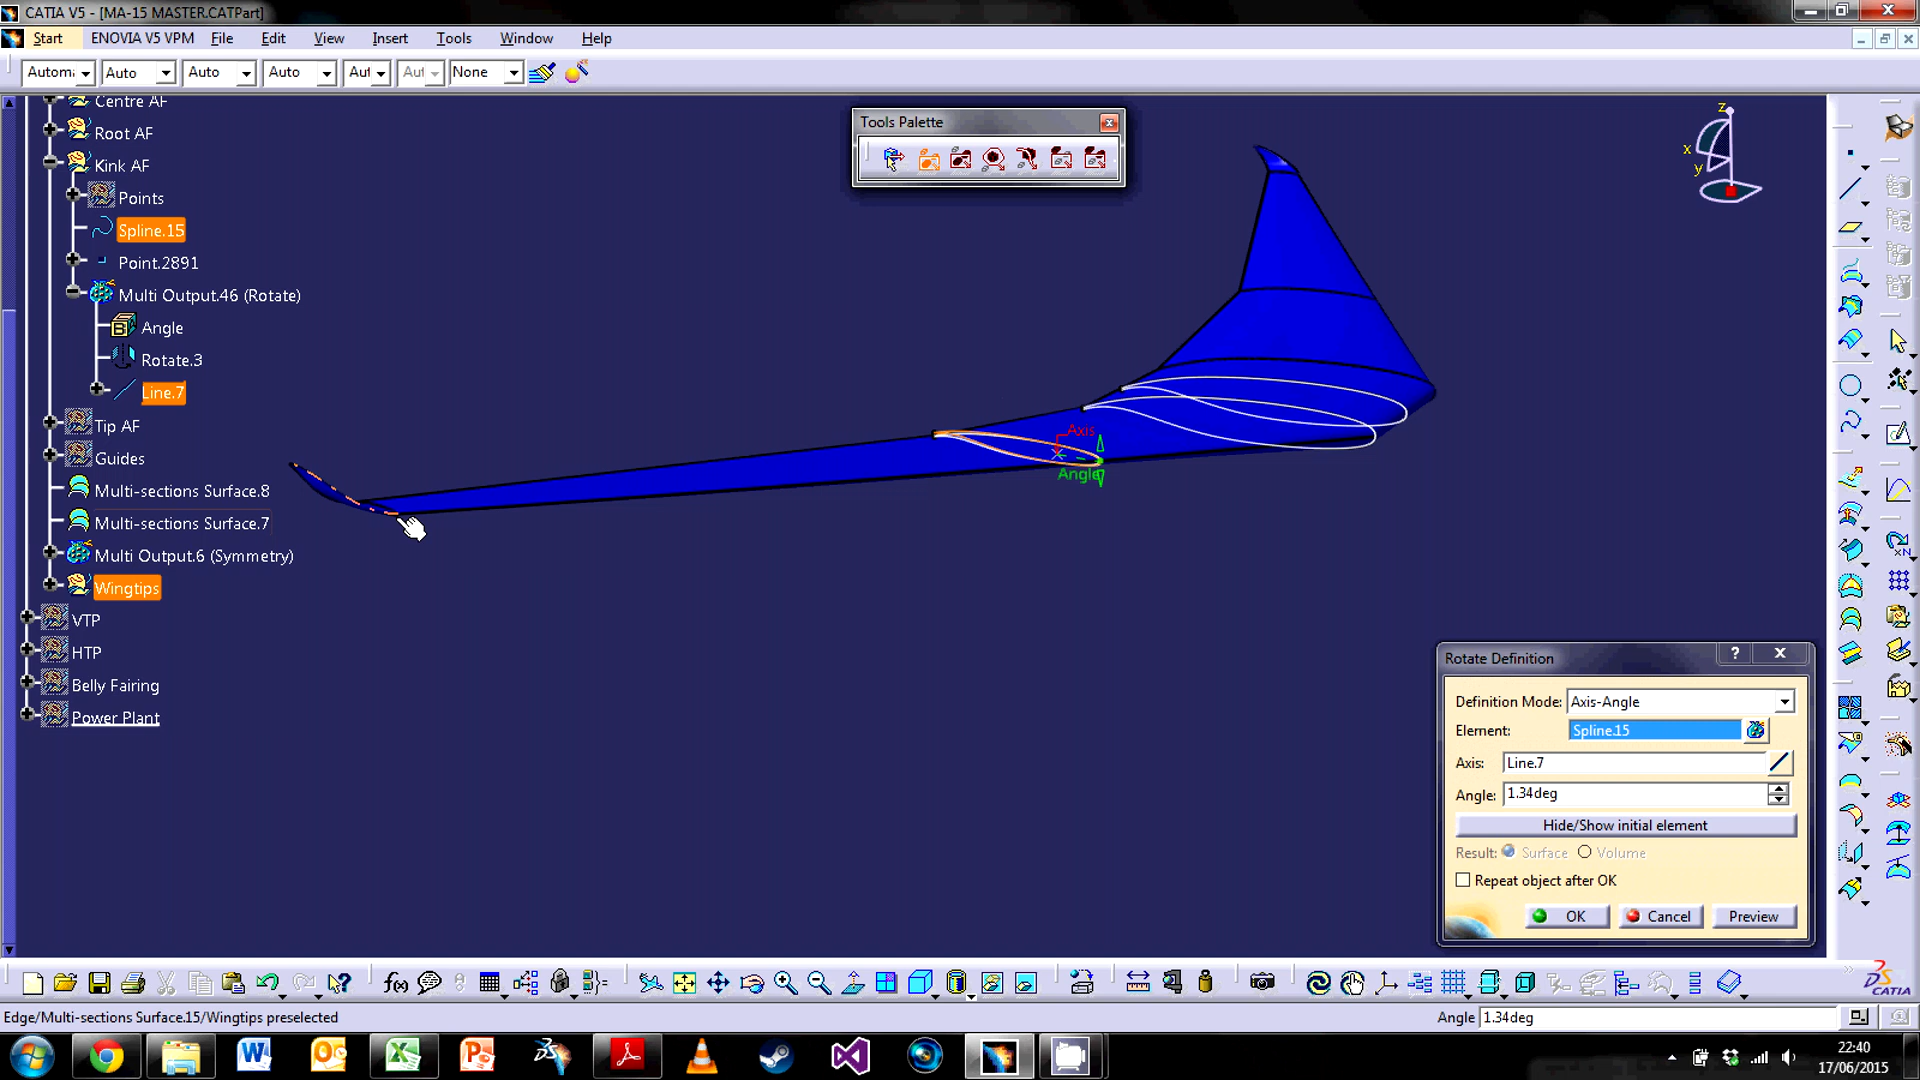 CATIA V5 - [MA-15 MASTER.CATPart]
Start ENOVIA V5 VPM File Edit View Insert Tools Window Help
Auto Auto Auto Aut Aut None
Centre AF
Root AF
Kink AF
Points
Spline.15
Point.2891
Multi Output.46 (Rotate)
Angle
Rotate.3
Line.7
Tip AF
Guides
Multi-sections Surface.8
Multi-sections Surface.7
Multi Output.6 (Symmetry)
Wingtips
VTP
HTP
Belly Fairing
Power Plant
Tools Palette
z
x
y
Axis
Angle
Rotate Definition
Definition Mode: Axis-Angle
Element: Spline.15
Axis: Line.7
Angle: 1.34deg
Hide/Show initial element
Result: Surface Volume
Repeat object after OK
OK Cancel Preview
CATIA
Edge/Multi-sections Surface.15/Wingtips preselected
Angle 1.34deg
22:40
17/06/2015